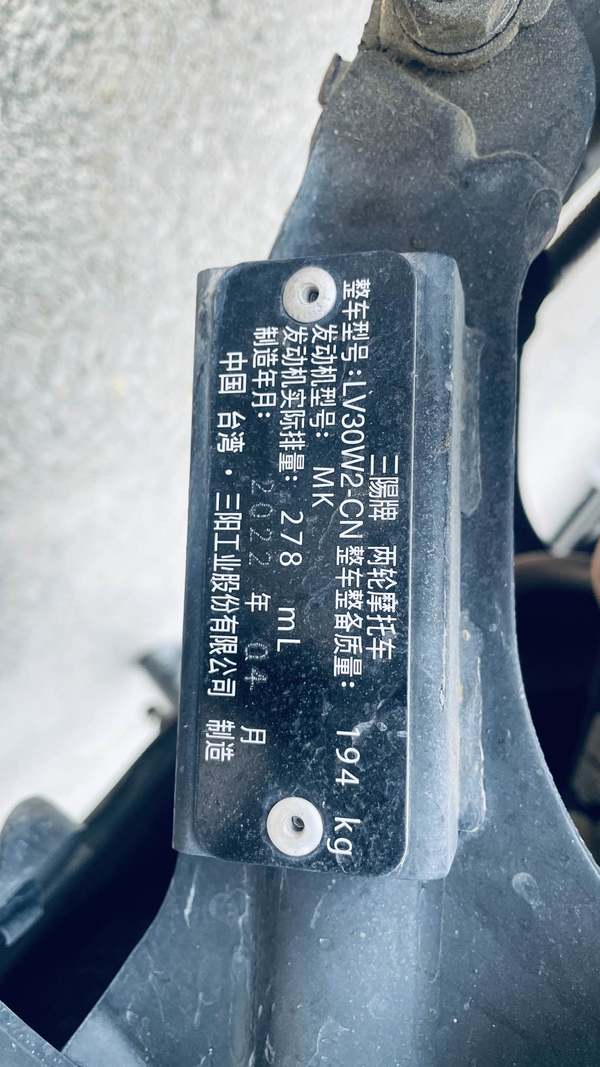 三陽牌 两轮摩托车
整车型号:LV30W2-CN 整车整备质量: 194 kg
发动机型号: MK
发动机实际排量: 278 mL
制造年月: 2022 年 04 月
中国 台湾·三阳工业股份有限公司 制造